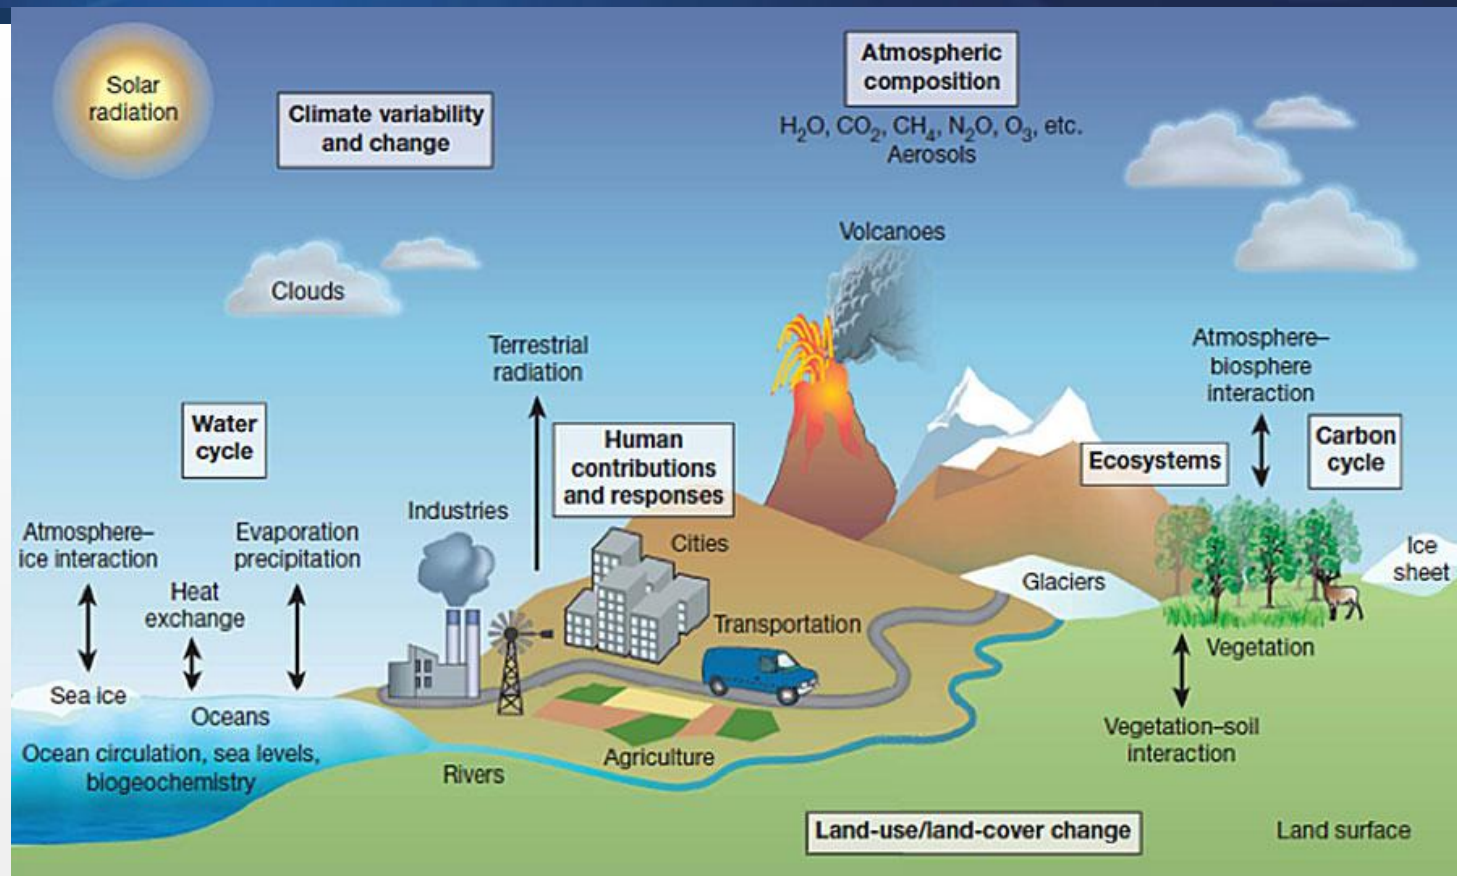 Solar
radiation
Climate variability
and change
Atmospheric
composition
H₂O, CO₂, CH₄, N₂O, O₃, etc.
Aerosols
Volcanoes
Clouds
Terrestrial
radiation
Atmosphere–
biosphere
interaction
Water
cycle
Human
contributions
and responses
Ecosystems
Carbon
cycle
Industries
Atmosphere–
ice interaction
Evaporation
precipitation
Heat
exchange
Cities
Transportation
Glaciers
Ice
sheet
Vegetation
Sea ice
Oceans
Ocean circulation, sea levels,
biogeochemistry
Rivers
Agriculture
Vegetation–soil
interaction
Land-use/land-cover change
Land surface